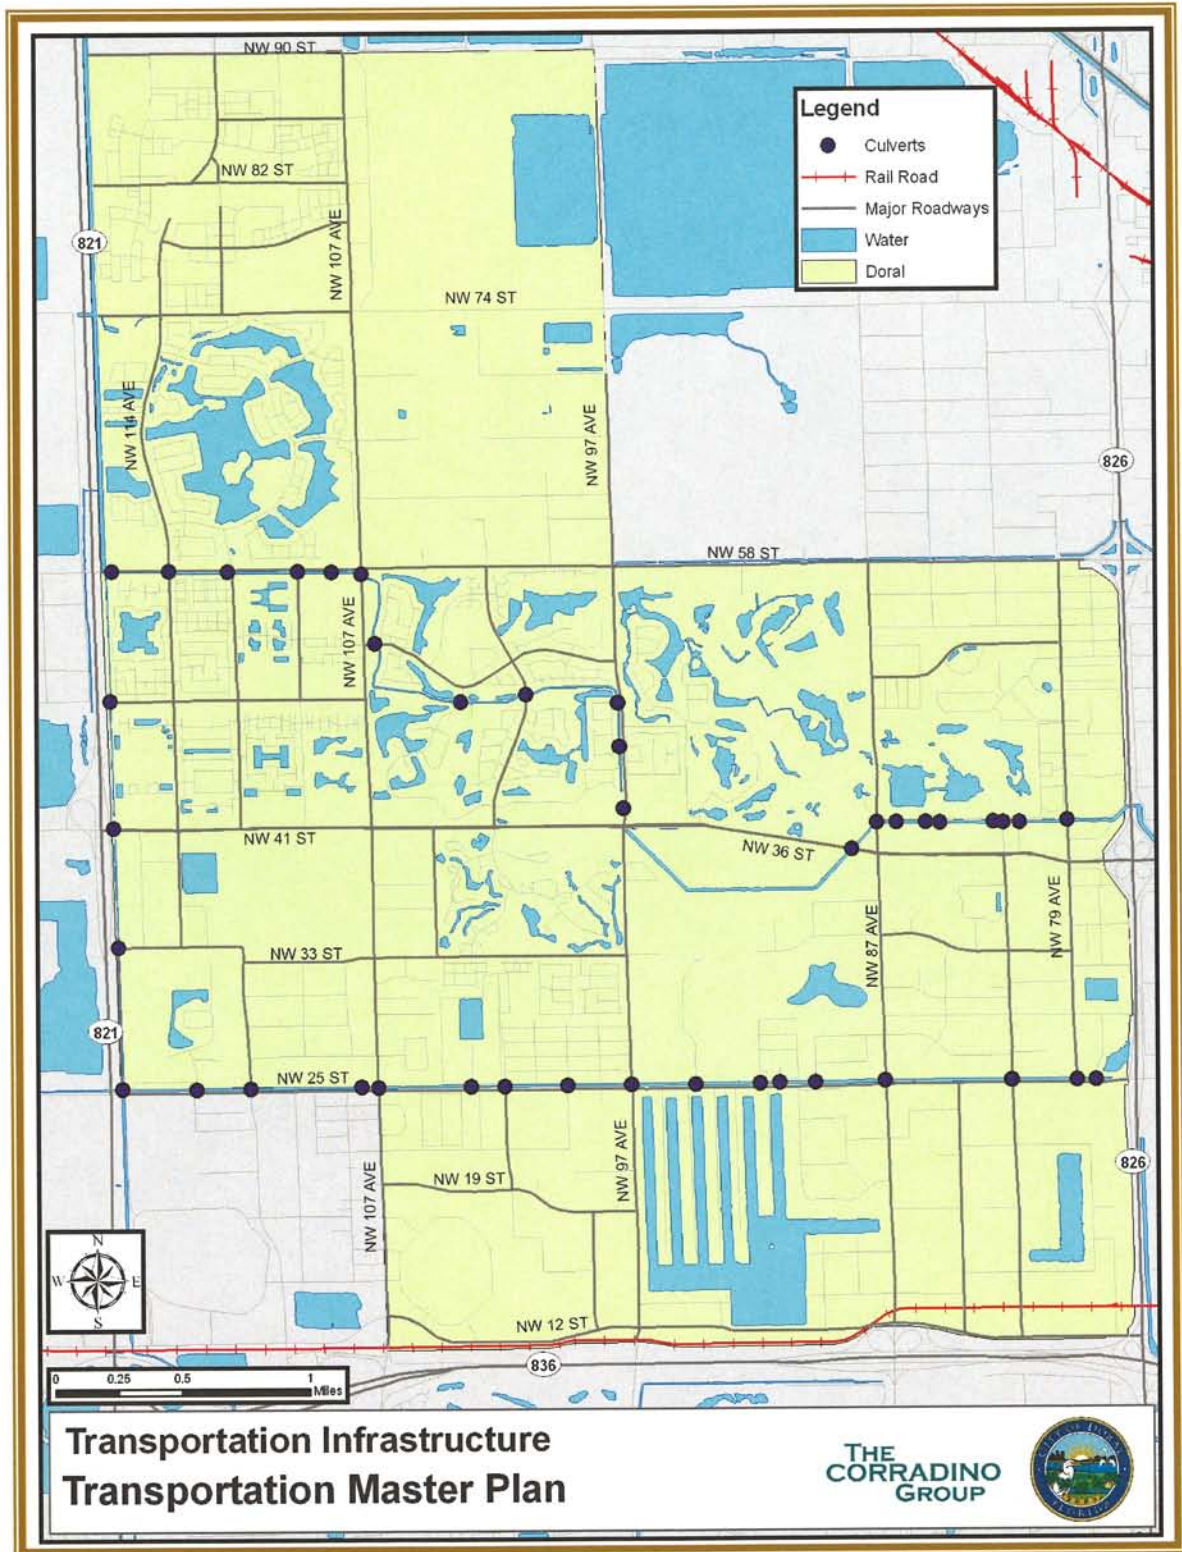 NW 90 ST
Legend
Culverts
Rail Road
Major Roadways
Water
Doral
NW 82 ST
821
NW 107 AVE
NW 74 ST
NW 114 AVE
NW 97 AVE
826
NW 58 ST
NW 107 AVE
NW 41 ST
NW 36 ST
NW 87 AVE
NW 79 AVE
NW 33 ST
821
NW 25 ST
NW 97 AVE
826
NW 19 ST
NW 107 AVE
N
W E
S
NW 12 ST
836
0 0.25 0.5 1
Miles
Transportation Infrastructure
Transportation Master Plan
THE
CORRADINO
GROUP
CITY OF DORAL
FLORIDA